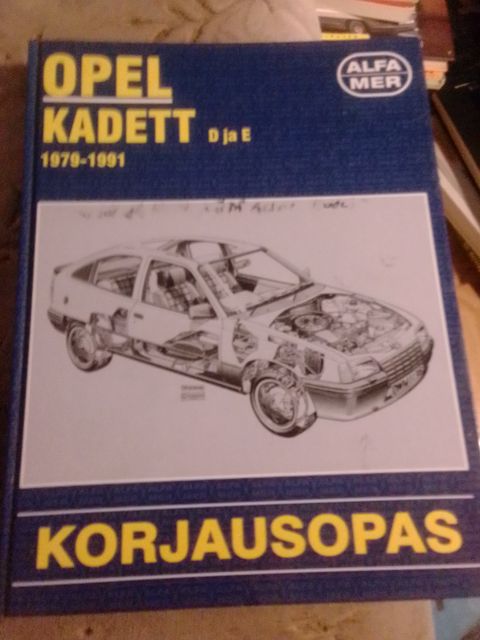 OPEL
KADETT D ja E
1979-1991
ALFA
MER
KORJAUSOPAS